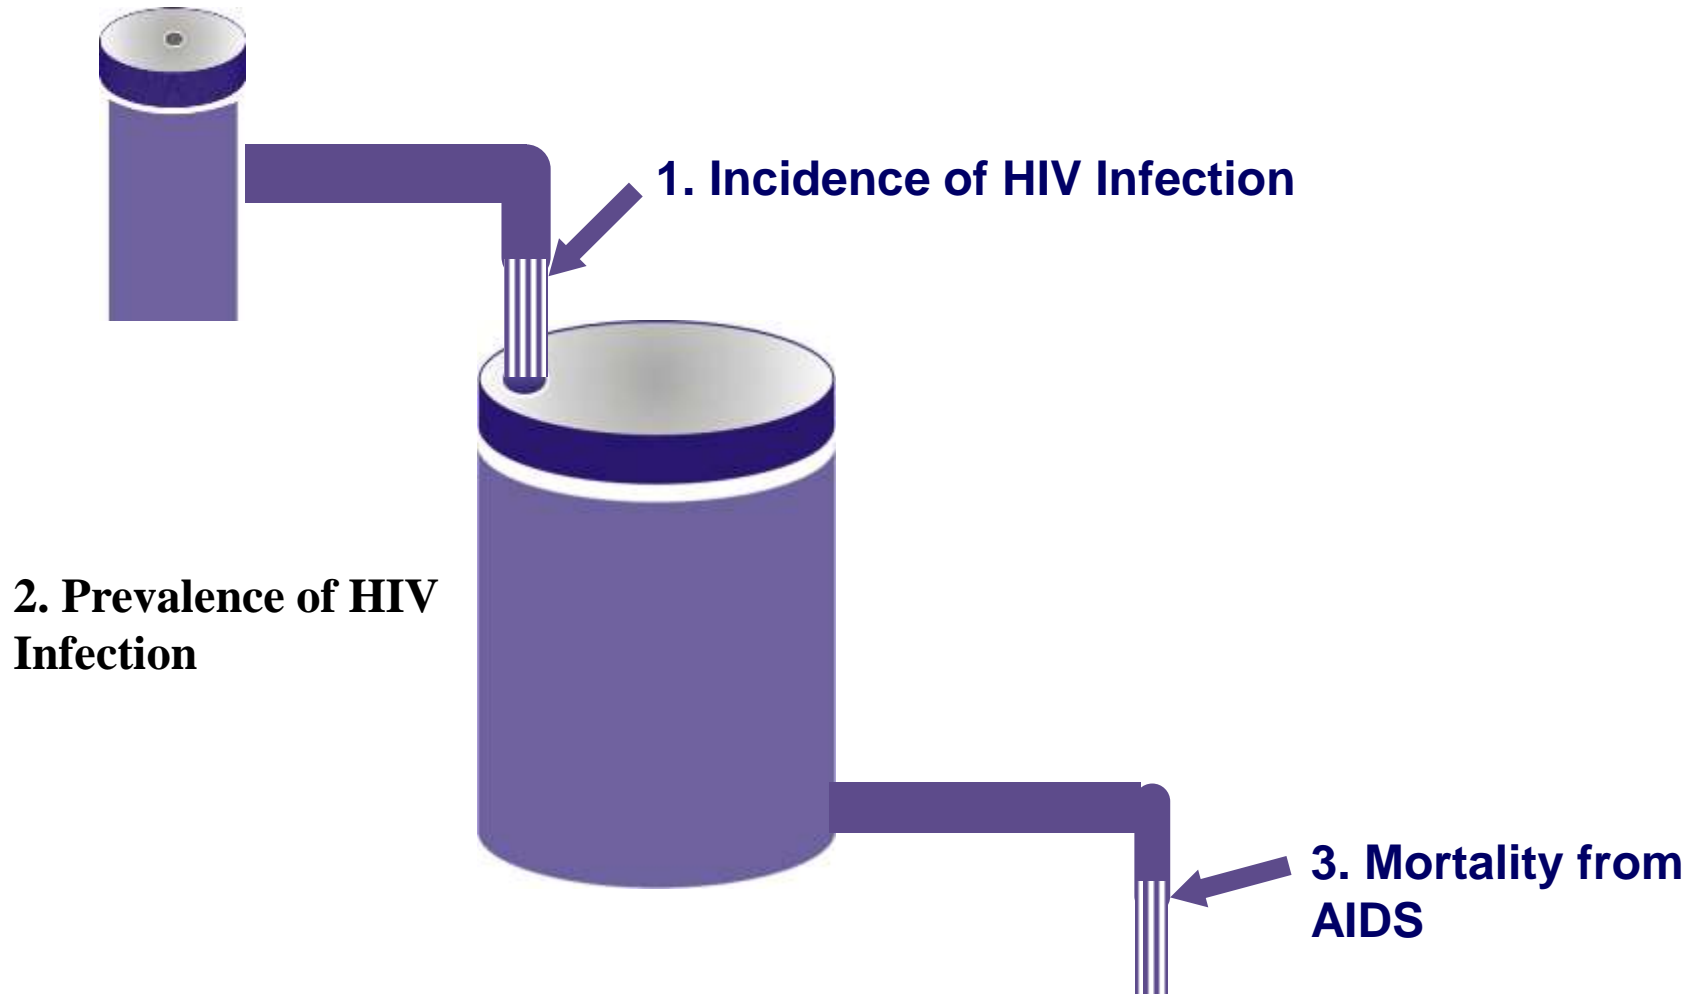 1. Incidence of HIV Infection
2. Prevalence of HIV
Infection
3. Mortality from
AIDS